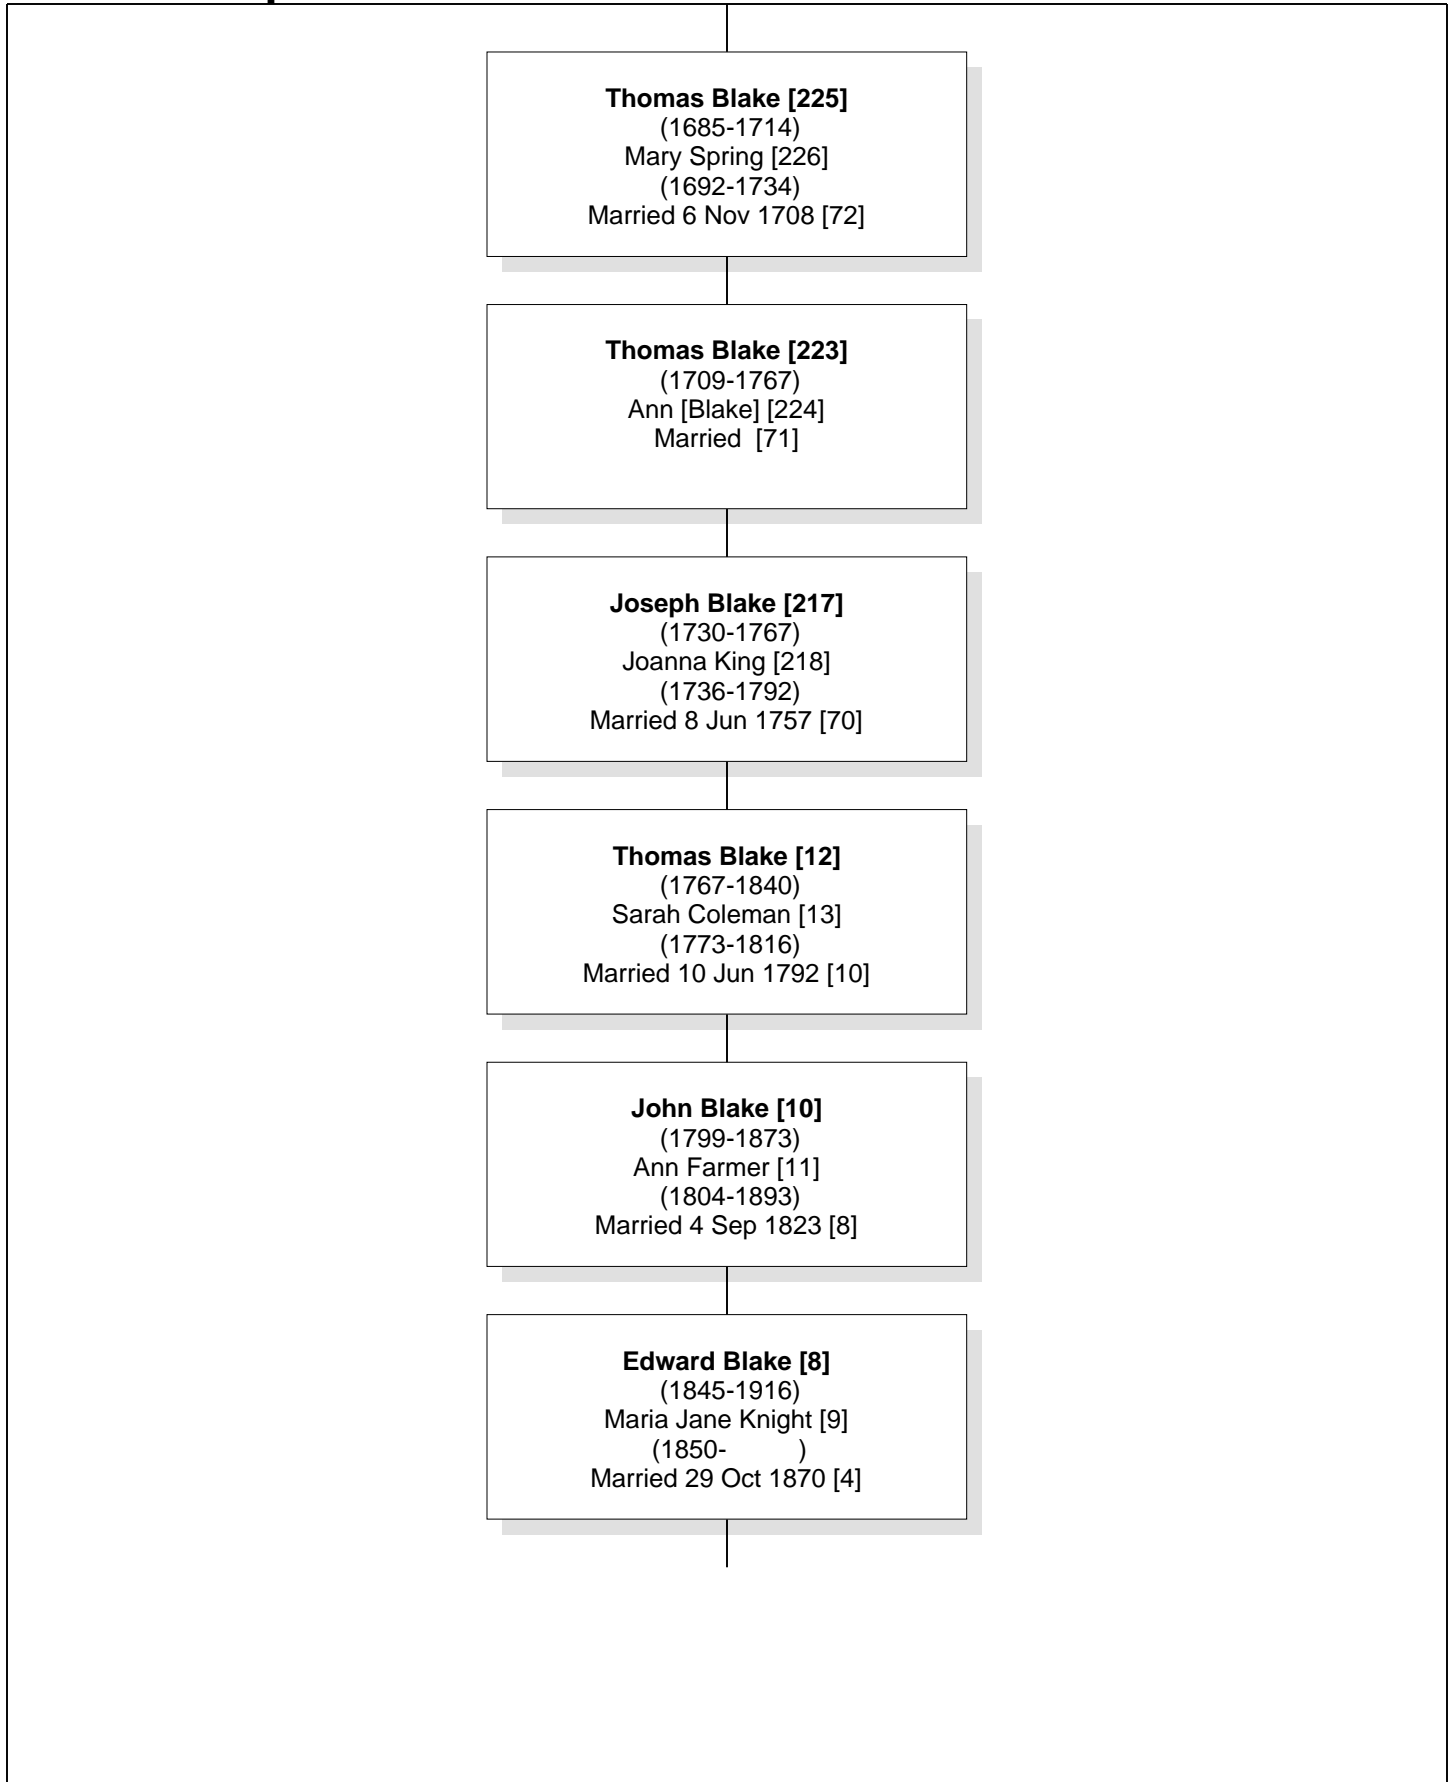 Thomas Blake [225]
(1685-1714)
Mary Spring [226]
(1692-1734)
Married 6 Nov 1708 [72]
Thomas Blake [223]
(1709-1767)
Ann [Blake] [224]
Married  [71]
Joseph Blake [217]
(1730-1767)
Joanna King [218]
(1736-1792)
Married 8 Jun 1757 [70]
Thomas Blake [12]
(1767-1840)
Sarah Coleman [13]
(1773-1816)
Married 10 Jun 1792 [10]
John Blake [10]
(1799-1873)
Ann Farmer [11]
(1804-1893)
Married 4 Sep 1823 [8]
Edward Blake [8]
(1845-1916)
Maria Jane Knight [9]
(1850-          )
Married 29 Oct 1870 [4]